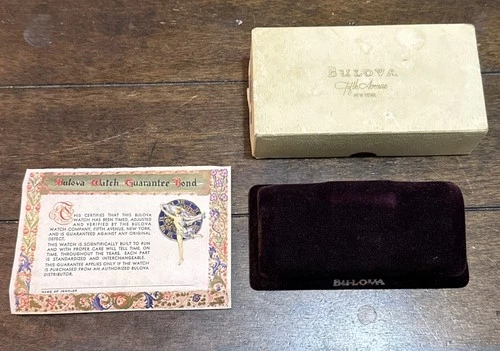 BULOVA
Fifth Avenue
NEW YORK
Bulova Watch Guarantee Bond
THIS CERTIFIES THAT THIS BULOVA
WATCH HAS BEEN TIMED, ADJUSTED
AND VERIFIED BY THE BULOVA
WATCH COMPANY, FIFTH AVENUE, NEW YORK,
AND IS GUARANTEED AGAINST ANY ORIGINAL
DEFECT.
THIS WATCH IS SCIENTIFICALLY BUILT TO RUN
AND WITH PROPER CARE WILL TELL TIME ON
TIME, THROUGHOUT THE YEARS. EACH PART
IS STANDARDIZED AND INTERCHANGEABLE.
THIS GUARANTEE APPLIES ONLY IF THE WATCH
IS PURCHASED FROM AN AUTHORIZED BULOVA
DISTRIBUTOR.
NAME OF JEWELER
BULOVA